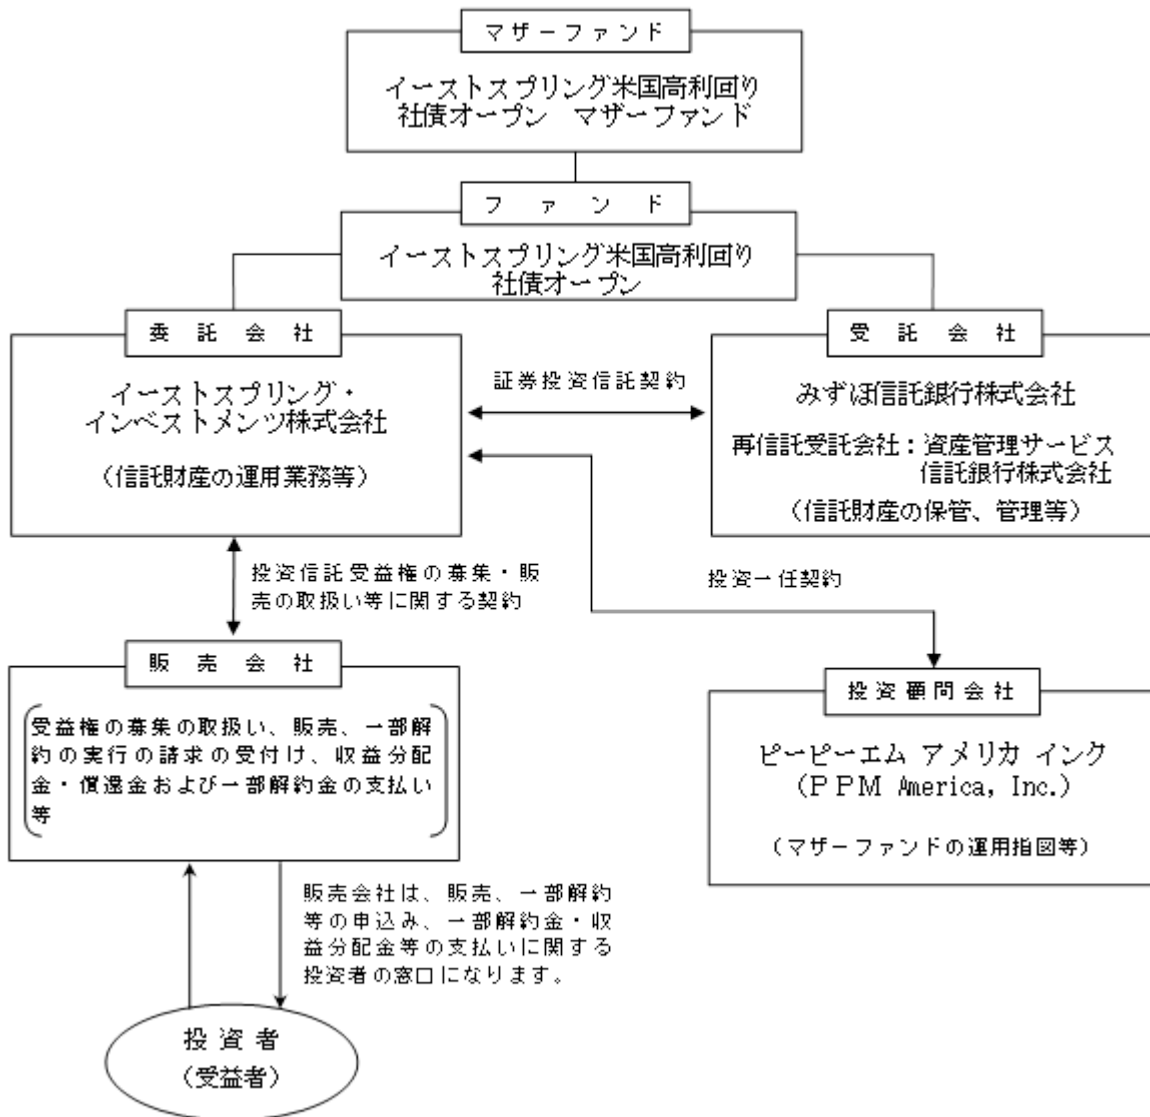 マザーファンド
イーストスプリング米国高利回り
社債オープン　マザーファンド
ファンド
イーストスプリング米国高利回り
社債オープン
委託会社
イーストスプリング・
インベストメンツ株式会社
（信託財産の運用業務等）
証券投資信託契約
受託会社
みずほ信託銀行株式会社
再信託受託会社：資産管理サービス
信託銀行株式会社
（信託財産の保管、管理等）
投資信託受益権の募集・販
売の取扱い等に関する契約
投資一任契約
販売会社
受益権の募集の取扱い、販売、一部解
約の実行の請求の受付け、収益分配
金・償還金および一部解約金の支払い
等
投資顧問会社
ピーピーエム アメリカ インク
（ＰＰＭ America, Inc.）
（マザーファンドの運用指図等）
販売会社は、販売、一部解約
等の申込み、一部解約金・収
益分配金等の支払いに関する
投資者の窓口になります。
投資者
（受益者）